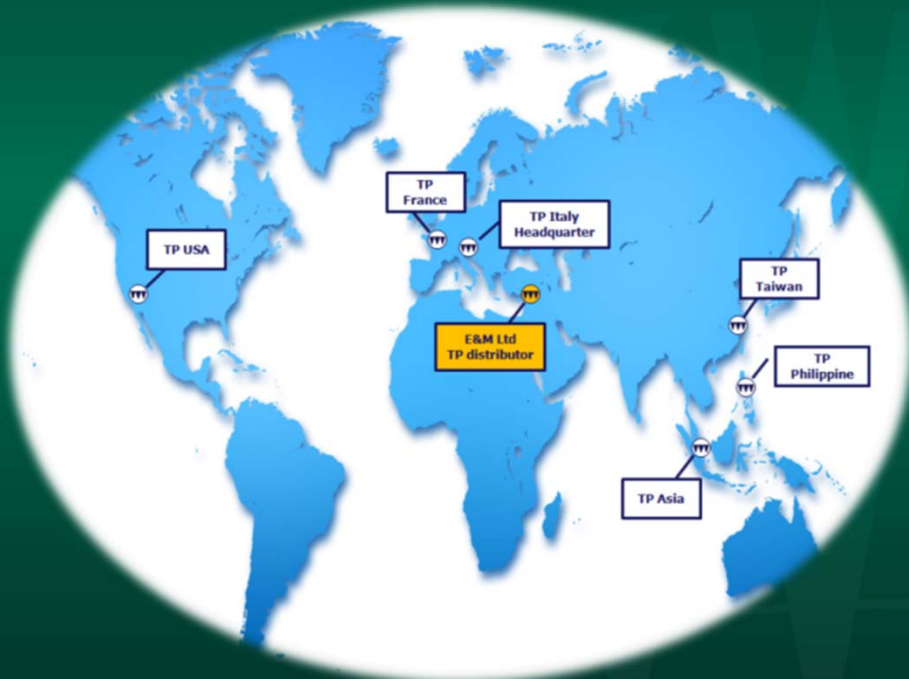 TP
France
TP Italy
Headquarter
TP USA
TP
Taiwan
E&M Ltd
TP distributor
TP
Philippine
TP Asia